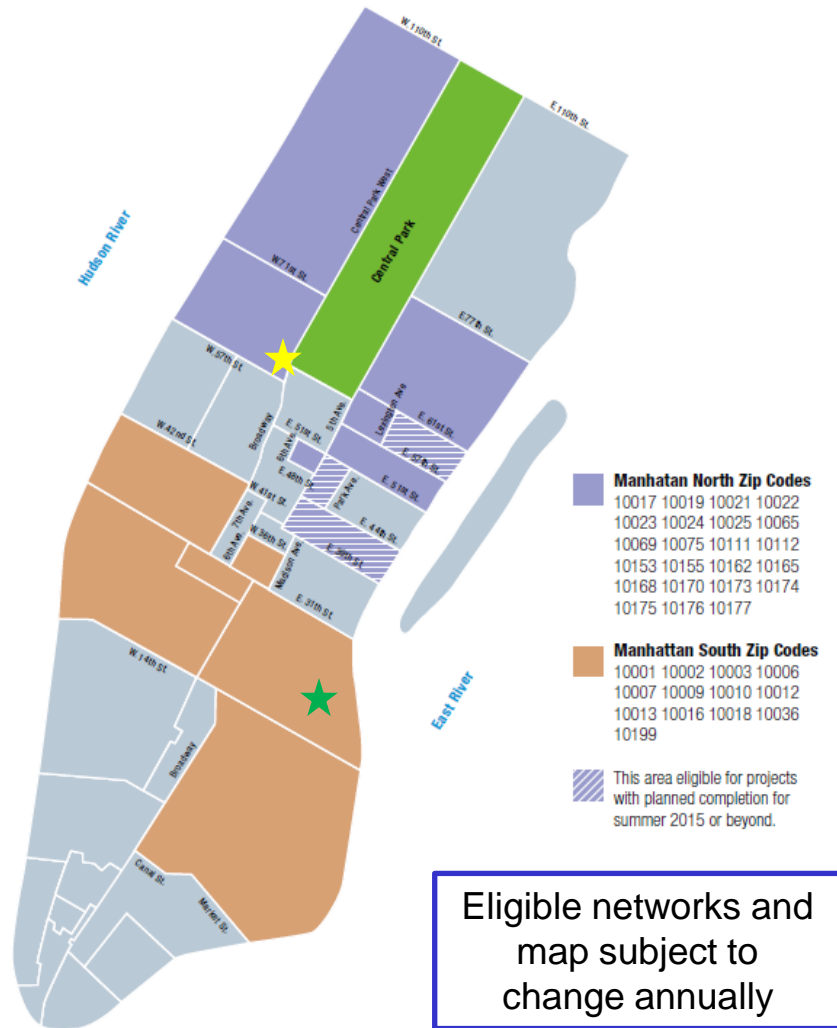 W. 110th St.
E. 110th St.
Central Park West
Hudson River
Central Park
W. 71st St.
E. 77th St.
W. 57th St.
Lexington Ave
5th Ave.
E. 61st St.
W. 42nd St.
Broadway
E. 51st St.
6th Ave.
E. 57th St.
E. 48th St.
Park Ave.
E. 51st St.
W. 41st St.
7th Ave.
E. 44th St.
6th Ave
W. 36th St.
Madison Ave
E. 39th St.
E. 31th St.
W. 14th St.
East River
Broadway
Canal St.
Market St.
Manhatan North Zip Codes
10017 10019 10021 10022
10023 10024 10025 10065
10069 10075 10111 10112
10153 10155 10162 10165
10168 10170 10173 10174
10175 10176 10177
Manhattan South Zip Codes
10001 10002 10003 10006
10007 10009 10010 10012
10013 10016 10018 10036
10199
This area eligible for projects
with planned completion for
summer 2015 or beyond.
Eligible networks and
map subject to
change annually